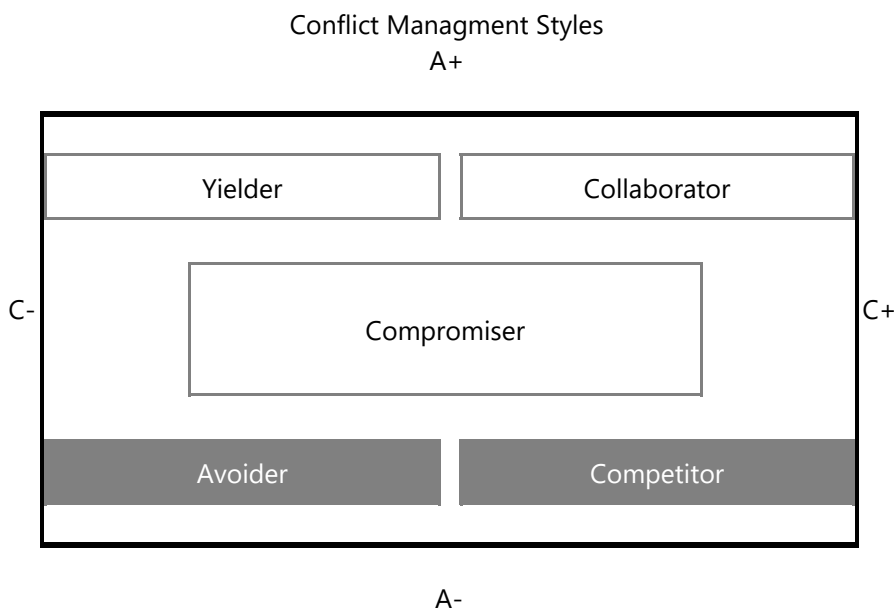 Conflict Managment Styles
A+
Yielder
Collaborator
C-
Compromiser
C+
Avoider
Competitor
A-